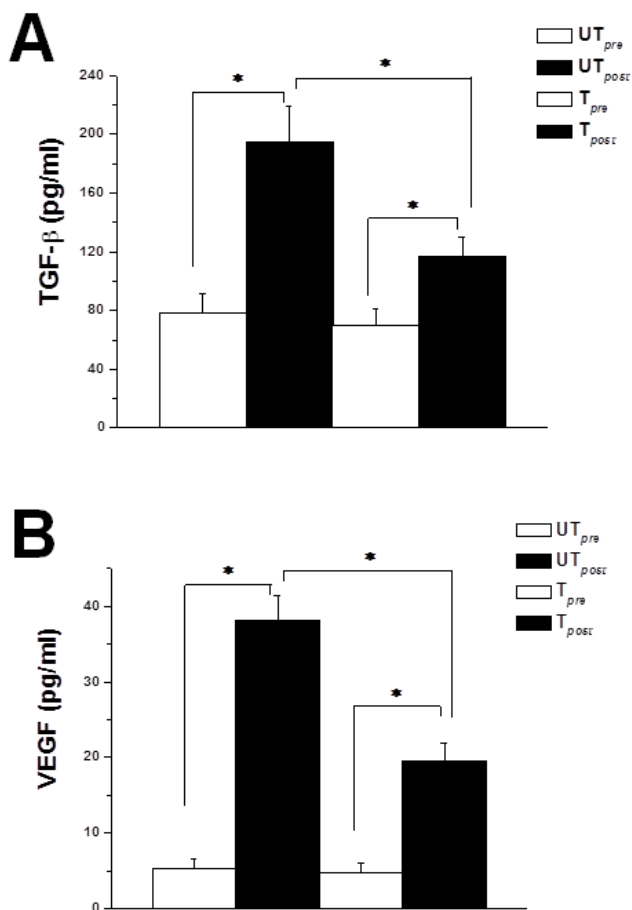 A
UTpre
UTpost
Tpre
Tpost
TGF-β (pg/ml)
240
200
160
120
80
40
0
*
*
*
B
UTpre
UTpost
Tpre
Tpost
VEGF (pg/ml)
40
30
20
10
0
*
*
*